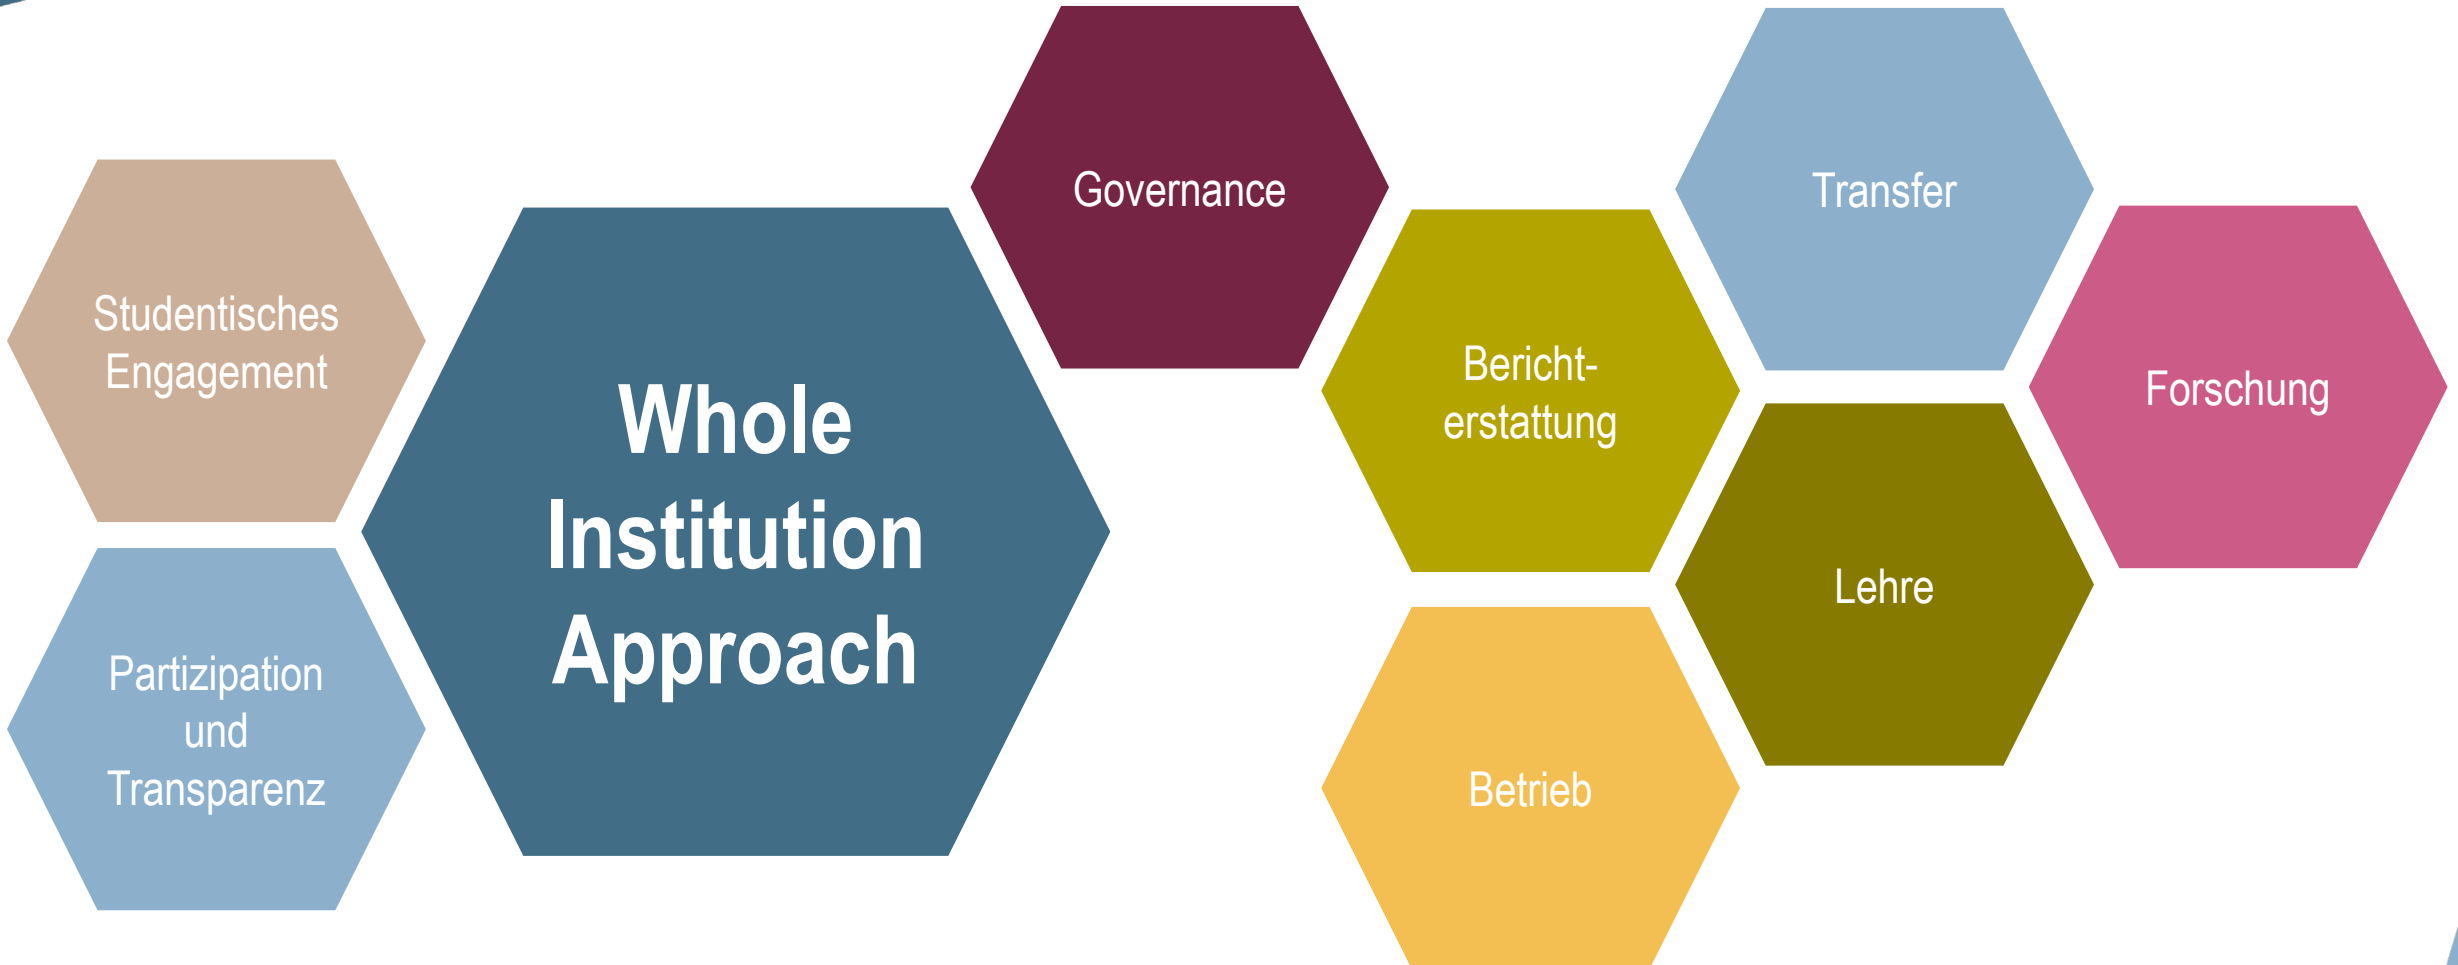 Studentisches
Engagement
Partizipation
und
Transparenz
Whole
Institution
Approach
Governance
Bericht-
erstattung
Betrieb
Transfer
Lehre
Forschung